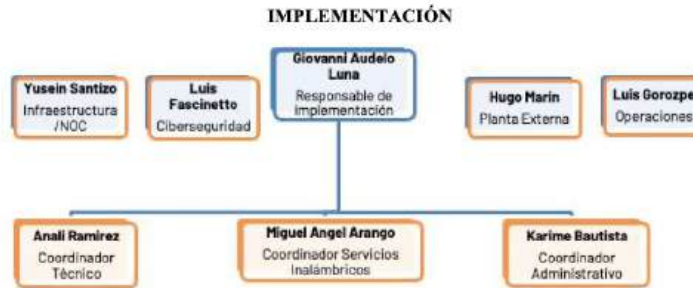 IMPLEMENTACIÓN
Giovanni Audelo
Luna
Responsable de
Implementación
Yusein Santizo
Infraestructura
/NOC
Luis
Fascinetto
Ciberseguridad
Hugo Marin
Planta Externa
Luis Gorozpe
Operaciones
Anali Ramirez
Coordinador
Técnico
Miguel Angel Arango
Coordinador Servicios
Inalámbricos
Karime Bautista
Coordinador
Administrativo